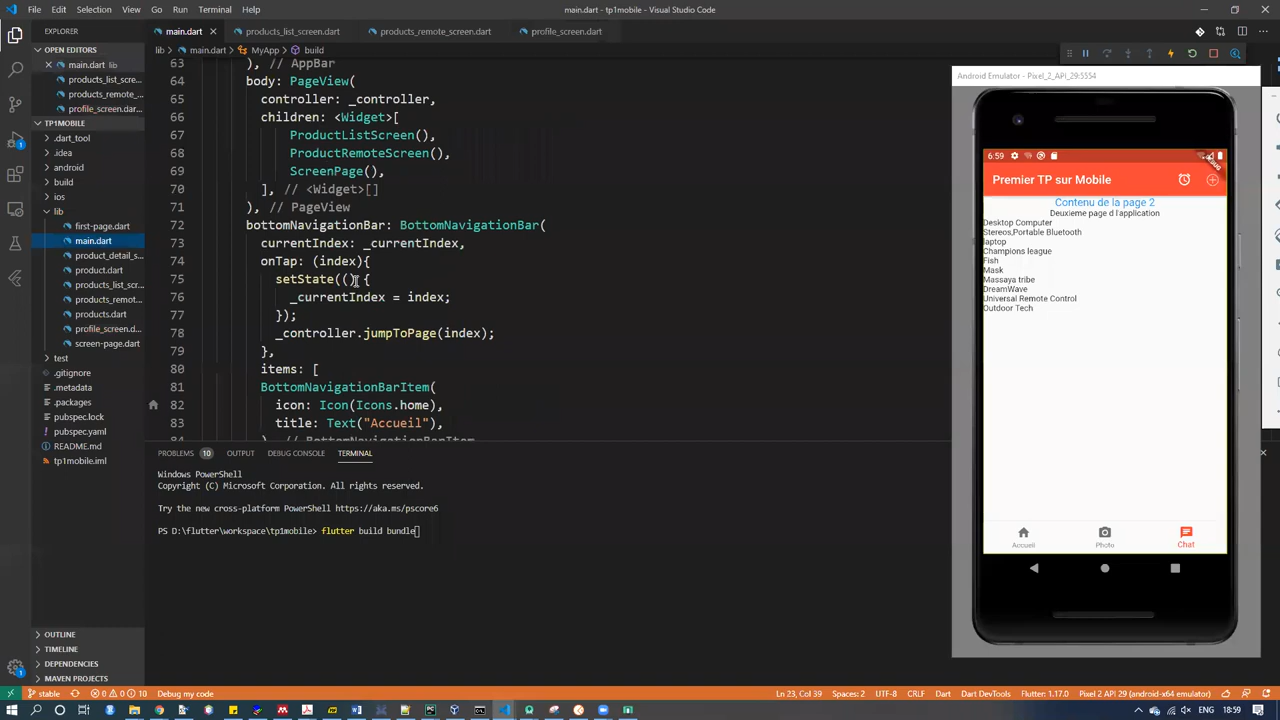 File Edit Selection View Go Run Terminal Help
main.dart - tp1mobile - Visual Studio Code
EXPLORER
main.dart products_list_screen.dart products_remote_screen.dart profile_screen.dart
OPEN EDITORS
lib main.dart MyApp build
main.dart lib
products_list_scre...
products_remote...
profile_screen.da...
TP1MOBILE
.dart_tool
.idea
android
build
ios
lib
first-page.dart
main.dart
product_detail_s...
product.dart
products_list_scre...
products_remot...
products.dart
profile_screen.d...
screen-page.dart
test
.gitignore
.metadata
pubspec.lock
pubspec.yaml
README.md
tp1mobile.iml
OUTLINE
TIMELINE
DEPENDENCIES
MAVEN PROJECTS
63 ), // AppBar
64 body: PageView(
65 controller: _controller,
66 children: <Widget>[
67 ProductListScreen(),
68 ProductRemoteScreen(),
69 ScreenPage(),
70 ], // <Widget>[]
71 ), // PageView
72 bottomNavigationBar: BottomNavigationBar(
73 currentIndex: _currentIndex,
74 onTap: (index){
75 setState(() {
76 _currentIndex = index;
77 });
78 _controller.jumpToPage(index);
79 },
80 items: [
81 BottomNavigationBarItem(
82 icon: Icon(Icons.home),
83 title: Text("Accueil"),
84 ), // BottomNavigationBarItem
PROBLEMS 10 OUTPUT DEBUG CONSOLE TERMINAL
Windows PowerShell
Copyright (C) Microsoft Corporation. All rights reserved.
Try the new cross-platform PowerShell https://aka.ms/pscore6
PS D:\flutter\workspace\tp1mobile> flutter build bundle
Android Emulator - Pixel_2_API_29:5554
6:59
Premier TP sur Mobile
Contenu de la page 2
Deuxieme page d l'application
Desktop Computer
Stereos,Portable Bluetooth
laptop
Champions league
Fish
Mask
Massaya tribe
DreamWave
Universal Remote Control
Outdoor Tech
Accueil Photo Chat
stable 0 0 10 Debug my code
Ln 23, Col 39 Spaces: 2 UTF-8 CRLF Dart Dart DevTools Flutter: 1.17.0 Pixel 2 API 29 (android-x64 emulator)
ENG 18:59